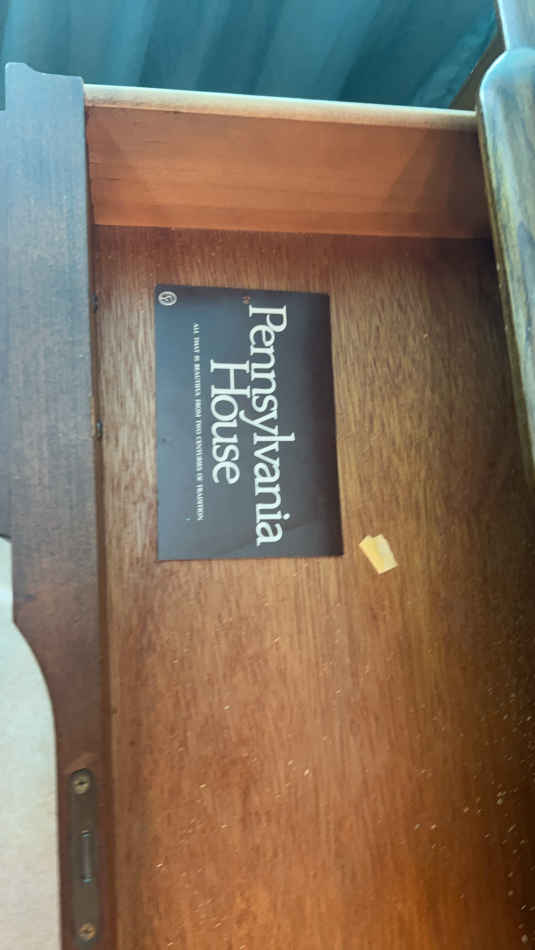 Pennsylvania
House
ALL THAT IS BEAUTIFUL FROM TWO CENTURIES OF TRADITION